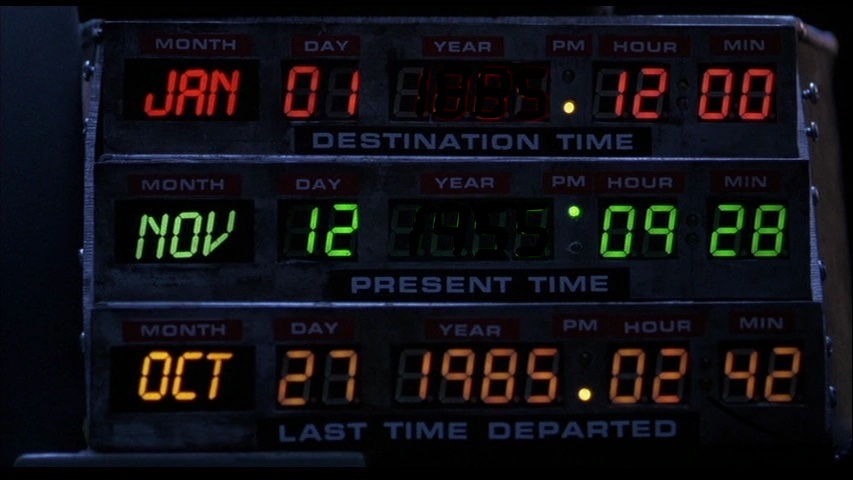 MONTH DAY YEAR PM HOUR MIN
JAN 01 12 00
DESTINATION TIME
MONTH DAY YEAR PM HOUR MIN
NOV 12 09 28
PRESENT TIME
MONTH DAY YEAR PM HOUR MIN
OCT 27 1985 02 42
LAST TIME DEPARTED